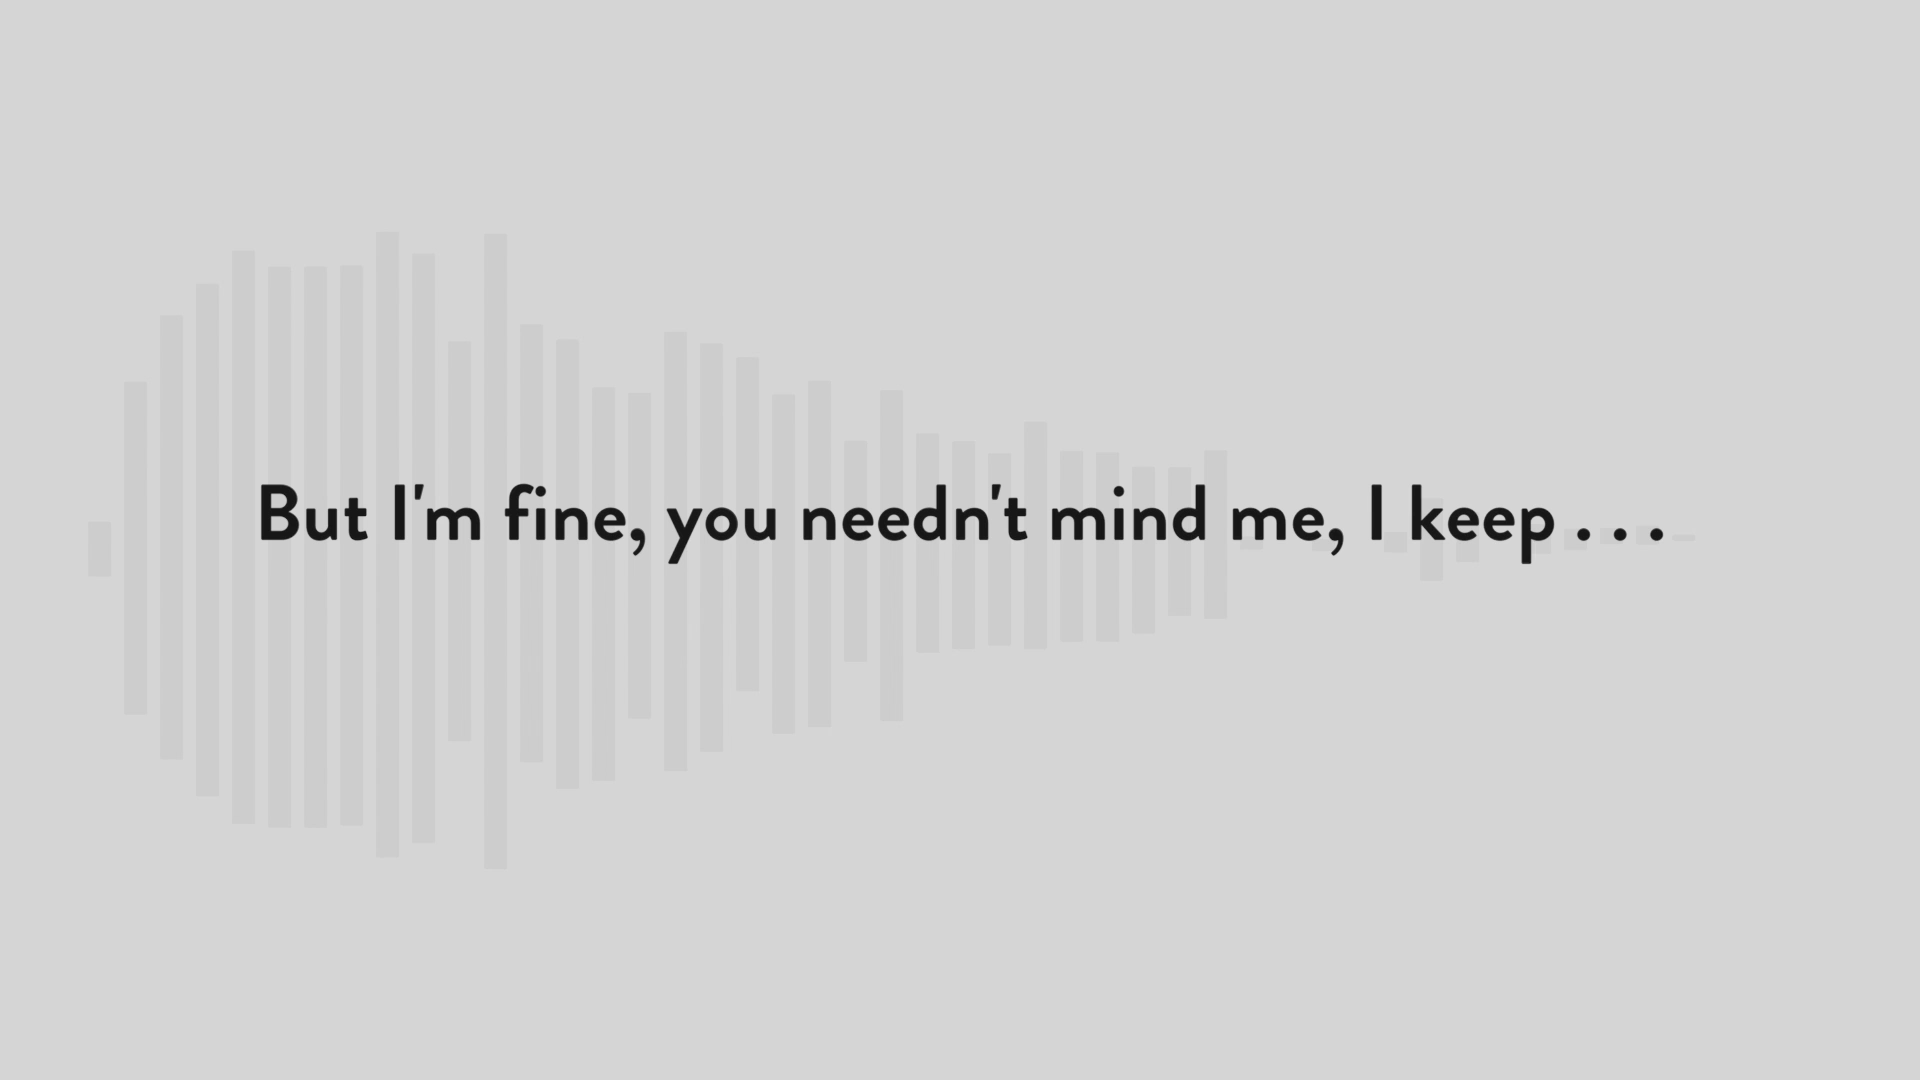 But I'm fine, you needn't mind me, I keep . . .